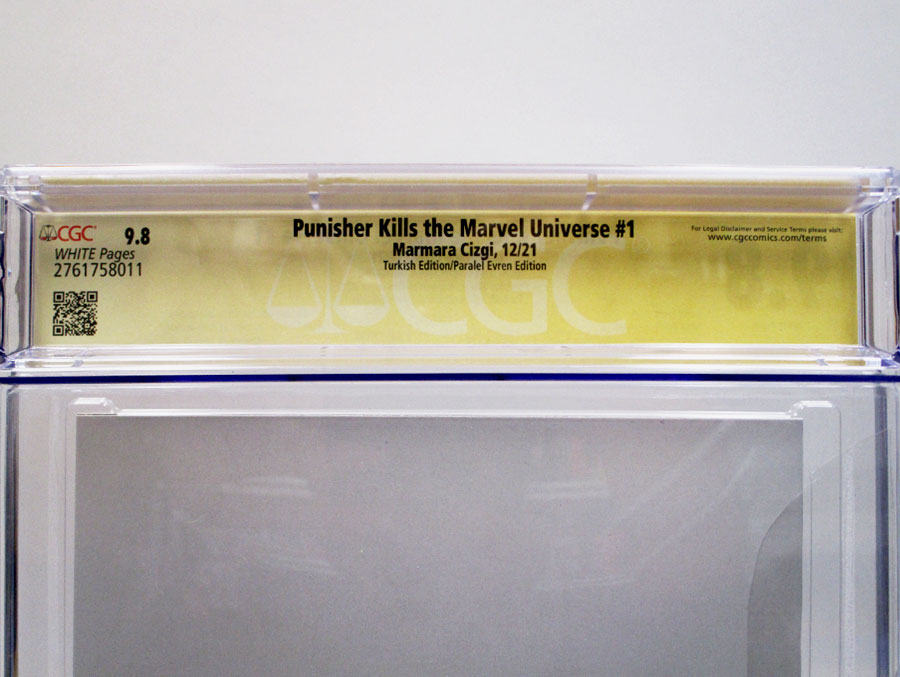 CGC 9.8
WHITE Pages
2761758011
Punisher Kills the Marvel Universe #1
Marmara Cizgi, 12/21
Turkish Edition/Paralel Evren Edition
For Legal Disclaimer and Service Terms please visit:
www.cgccomics.com/terms
CGC